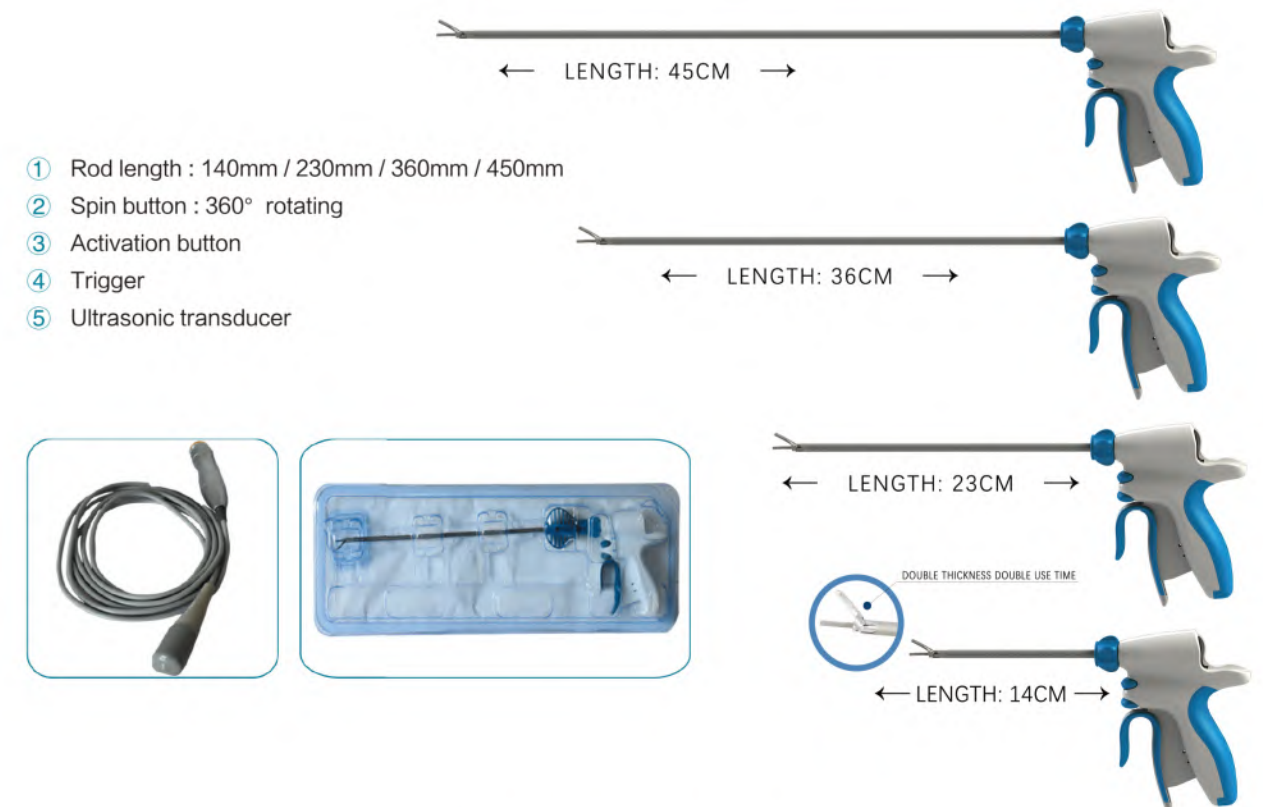 ← LENGTH: 45CM →
① Rod length : 140mm / 230mm / 360mm / 450mm
② Spin button : 360° rotating
③ Activation button
④ Trigger
⑤ Ultrasonic transducer
← LENGTH: 36CM →
← LENGTH: 23CM →
DOUBLE THICKNESS DOUBLE USE TIME
← LENGTH: 14CM →